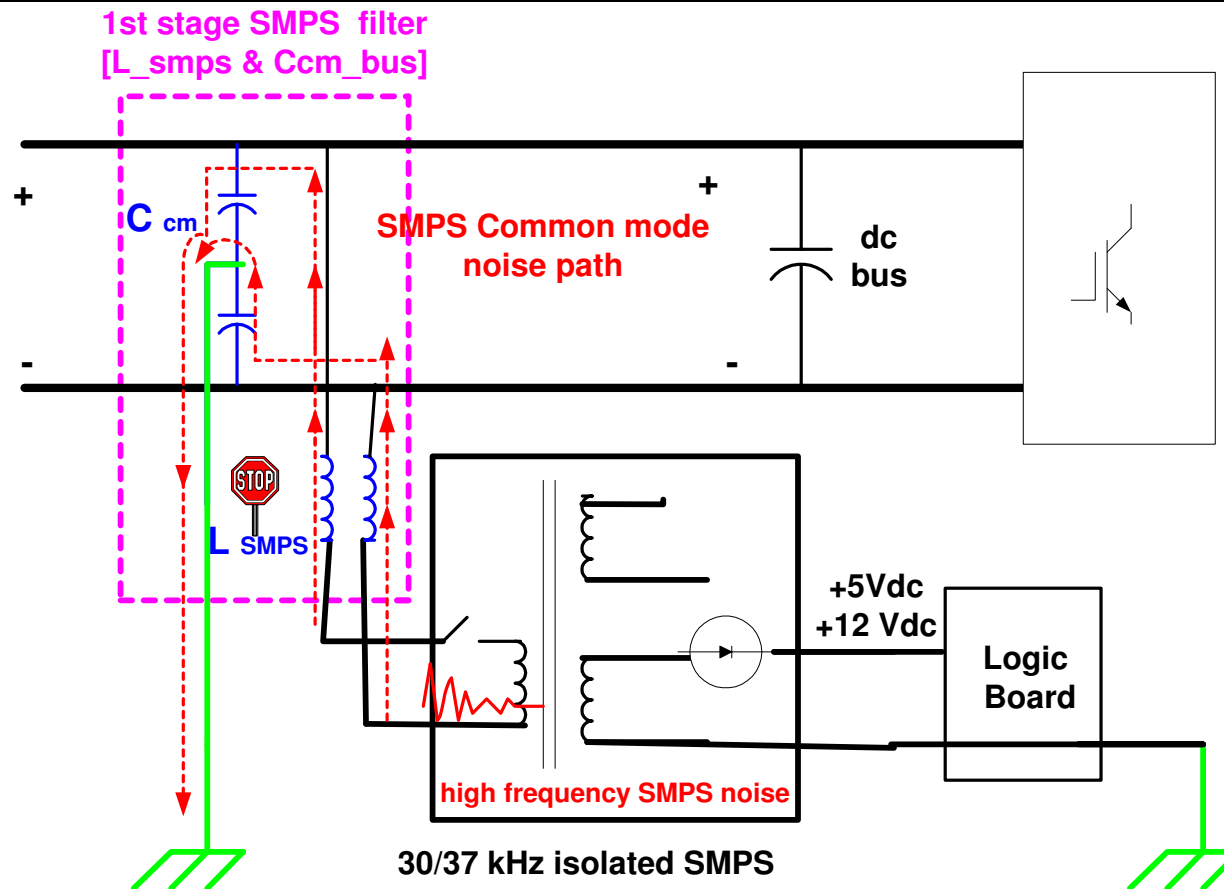 1st stage SMPS filter
[L_smps & Ccm_bus]
+
C cm
SMPS Common mode
noise path
+
dc
bus
-
-
STOP
L SMPS
+5Vdc
+12 Vdc
Logic
Board
high frequency SMPS noise
30/37 kHz isolated SMPS